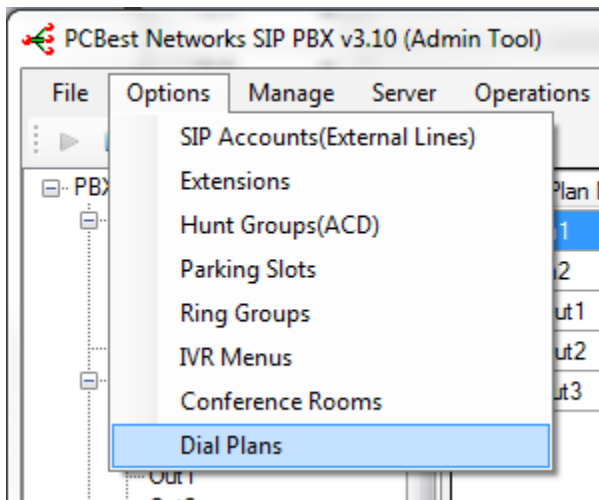 PCBest Networks SIP PBX v3.10 (Admin Tool)
File Options Manage Server Operations
SIP Accounts(External Lines)
PBX
Extensions
Plan
Hunt Groups(ACD)
Parking Slots
Ring Groups
IVR Menus
Conference Rooms
Dial Plans
Out1